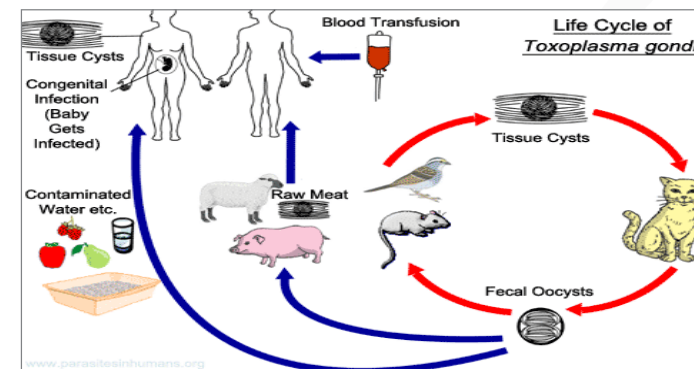 Blood Transfusion
Life Cycle of
Toxoplasma gondi
Tissue Cysts
Congenital
Infection
(Baby
Gets
Infected)
Tissue Cysts
Contaminated
Water etc.
Raw Meat
Fecal Oocysts
www.parasitesinhumans.org